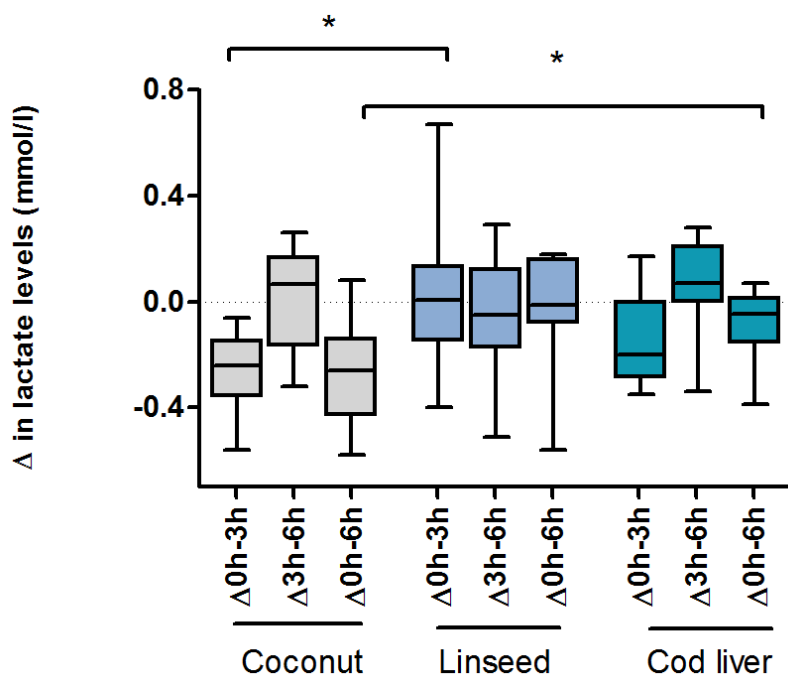 *
*
Δ in lactate levels (mmol/l)
0.8
0.4
0.0
-0.4
Δ0h-3h
Δ3h-6h
Δ0h-6h
Δ0h-3h
Δ3h-6h
Δ0h-6h
Δ0h-3h
Δ3h-6h
Δ0h-6h
Coconut
Linseed
Cod liver